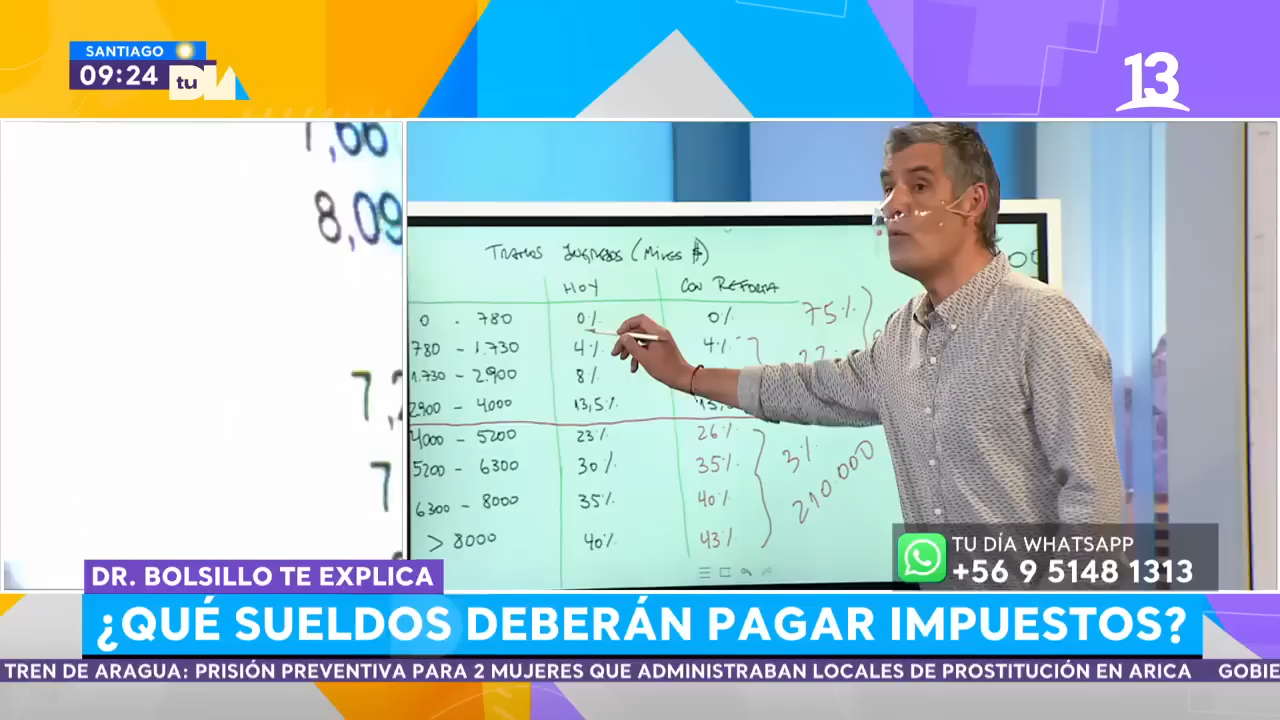 SANTIAGO
09:24
tu DÍA
13
1,66
8,09
7,2
7
TRAMOS INGRESOS (MILES $)
HOY CON REFORMA
0 - 780 0% 0% 75%
780 - 1.730 4% 4%
1.730 - 2.900 8%
2900 - 4000 13,5%
4000 - 5200 23% 26%
5200 - 6300 30% 35% 3%
6300 - 8000 35% 40% 210.000
> 8000 40% 43%
TU DÍA WHATSAPP
+56 9 5148 1313
DR. BOLSILLO TE EXPLICA
¿QUÉ SUELDOS DEBERÁN PAGAR IMPUESTOS?
TREN DE ARAGUA: PRISIÓN PREVENTIVA PARA 2 MUJERES QUE ADMINISTRABAN LOCALES DE PROSTITUCIÓN EN ARICA GOBIE